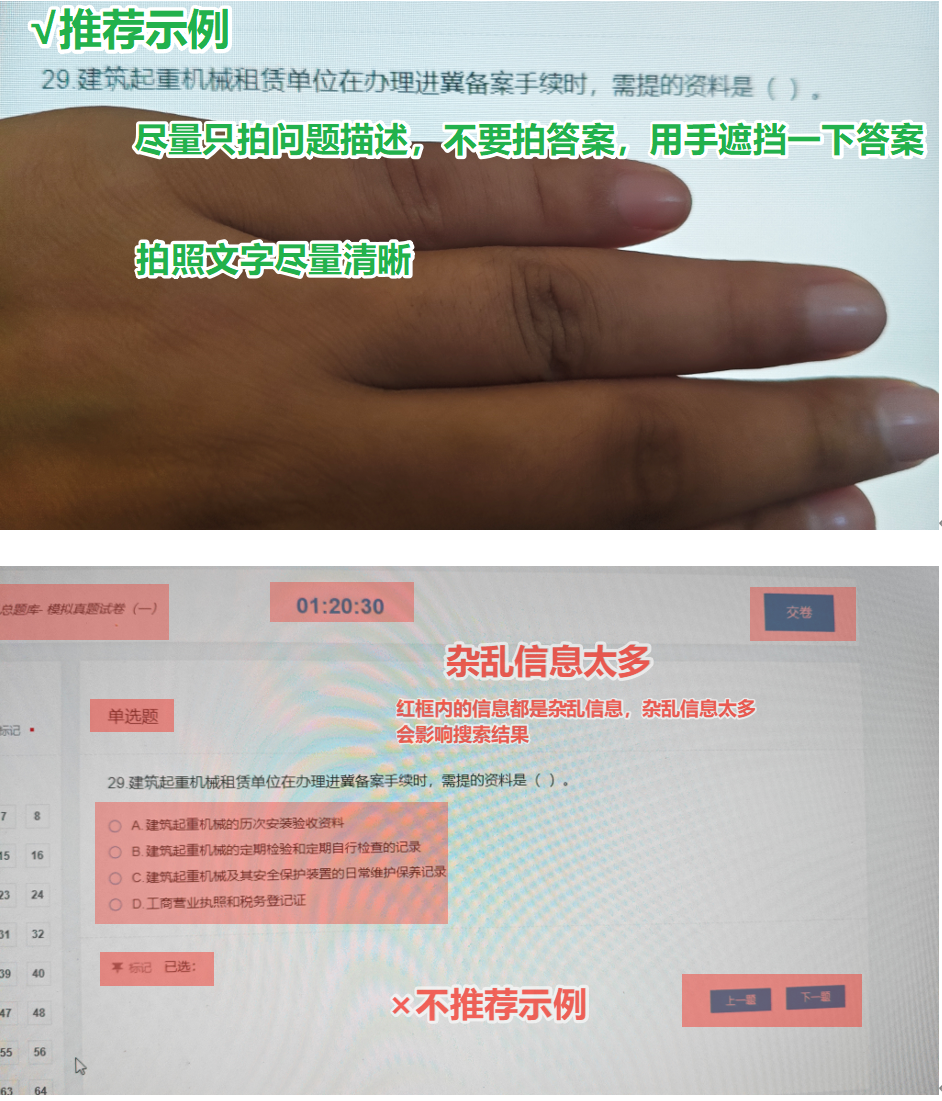 √推荐示例
29.建筑起重机械租赁单位在办理进冀备案手续时，需提的资料是（ ）。
尽量只拍问题描述，不要拍答案，用手遮挡一下答案
拍照文字尽量清晰
总题库- 模拟真题试卷（一）
01:20:30
交卷
杂乱信息太多
单选题
红框内的信息都是杂乱信息，杂乱信息太多
会影响搜索结果
标记
29.建筑起重机械租赁单位在办理进冀备案手续时，需提的资料是（ ）。
7 8
A.建筑起重机械的历次安装验收资料
B.建筑起重机械的定期检验和定期自行检查的记录
15 16
C.建筑起重机械及其安全保护装置的日常维护保养记录
23 24
D.工商营业执照和税务登记证
31 32
标记 已选：
39 40
×不推荐示例
上一题 下一题
47 48
55 56
63 64